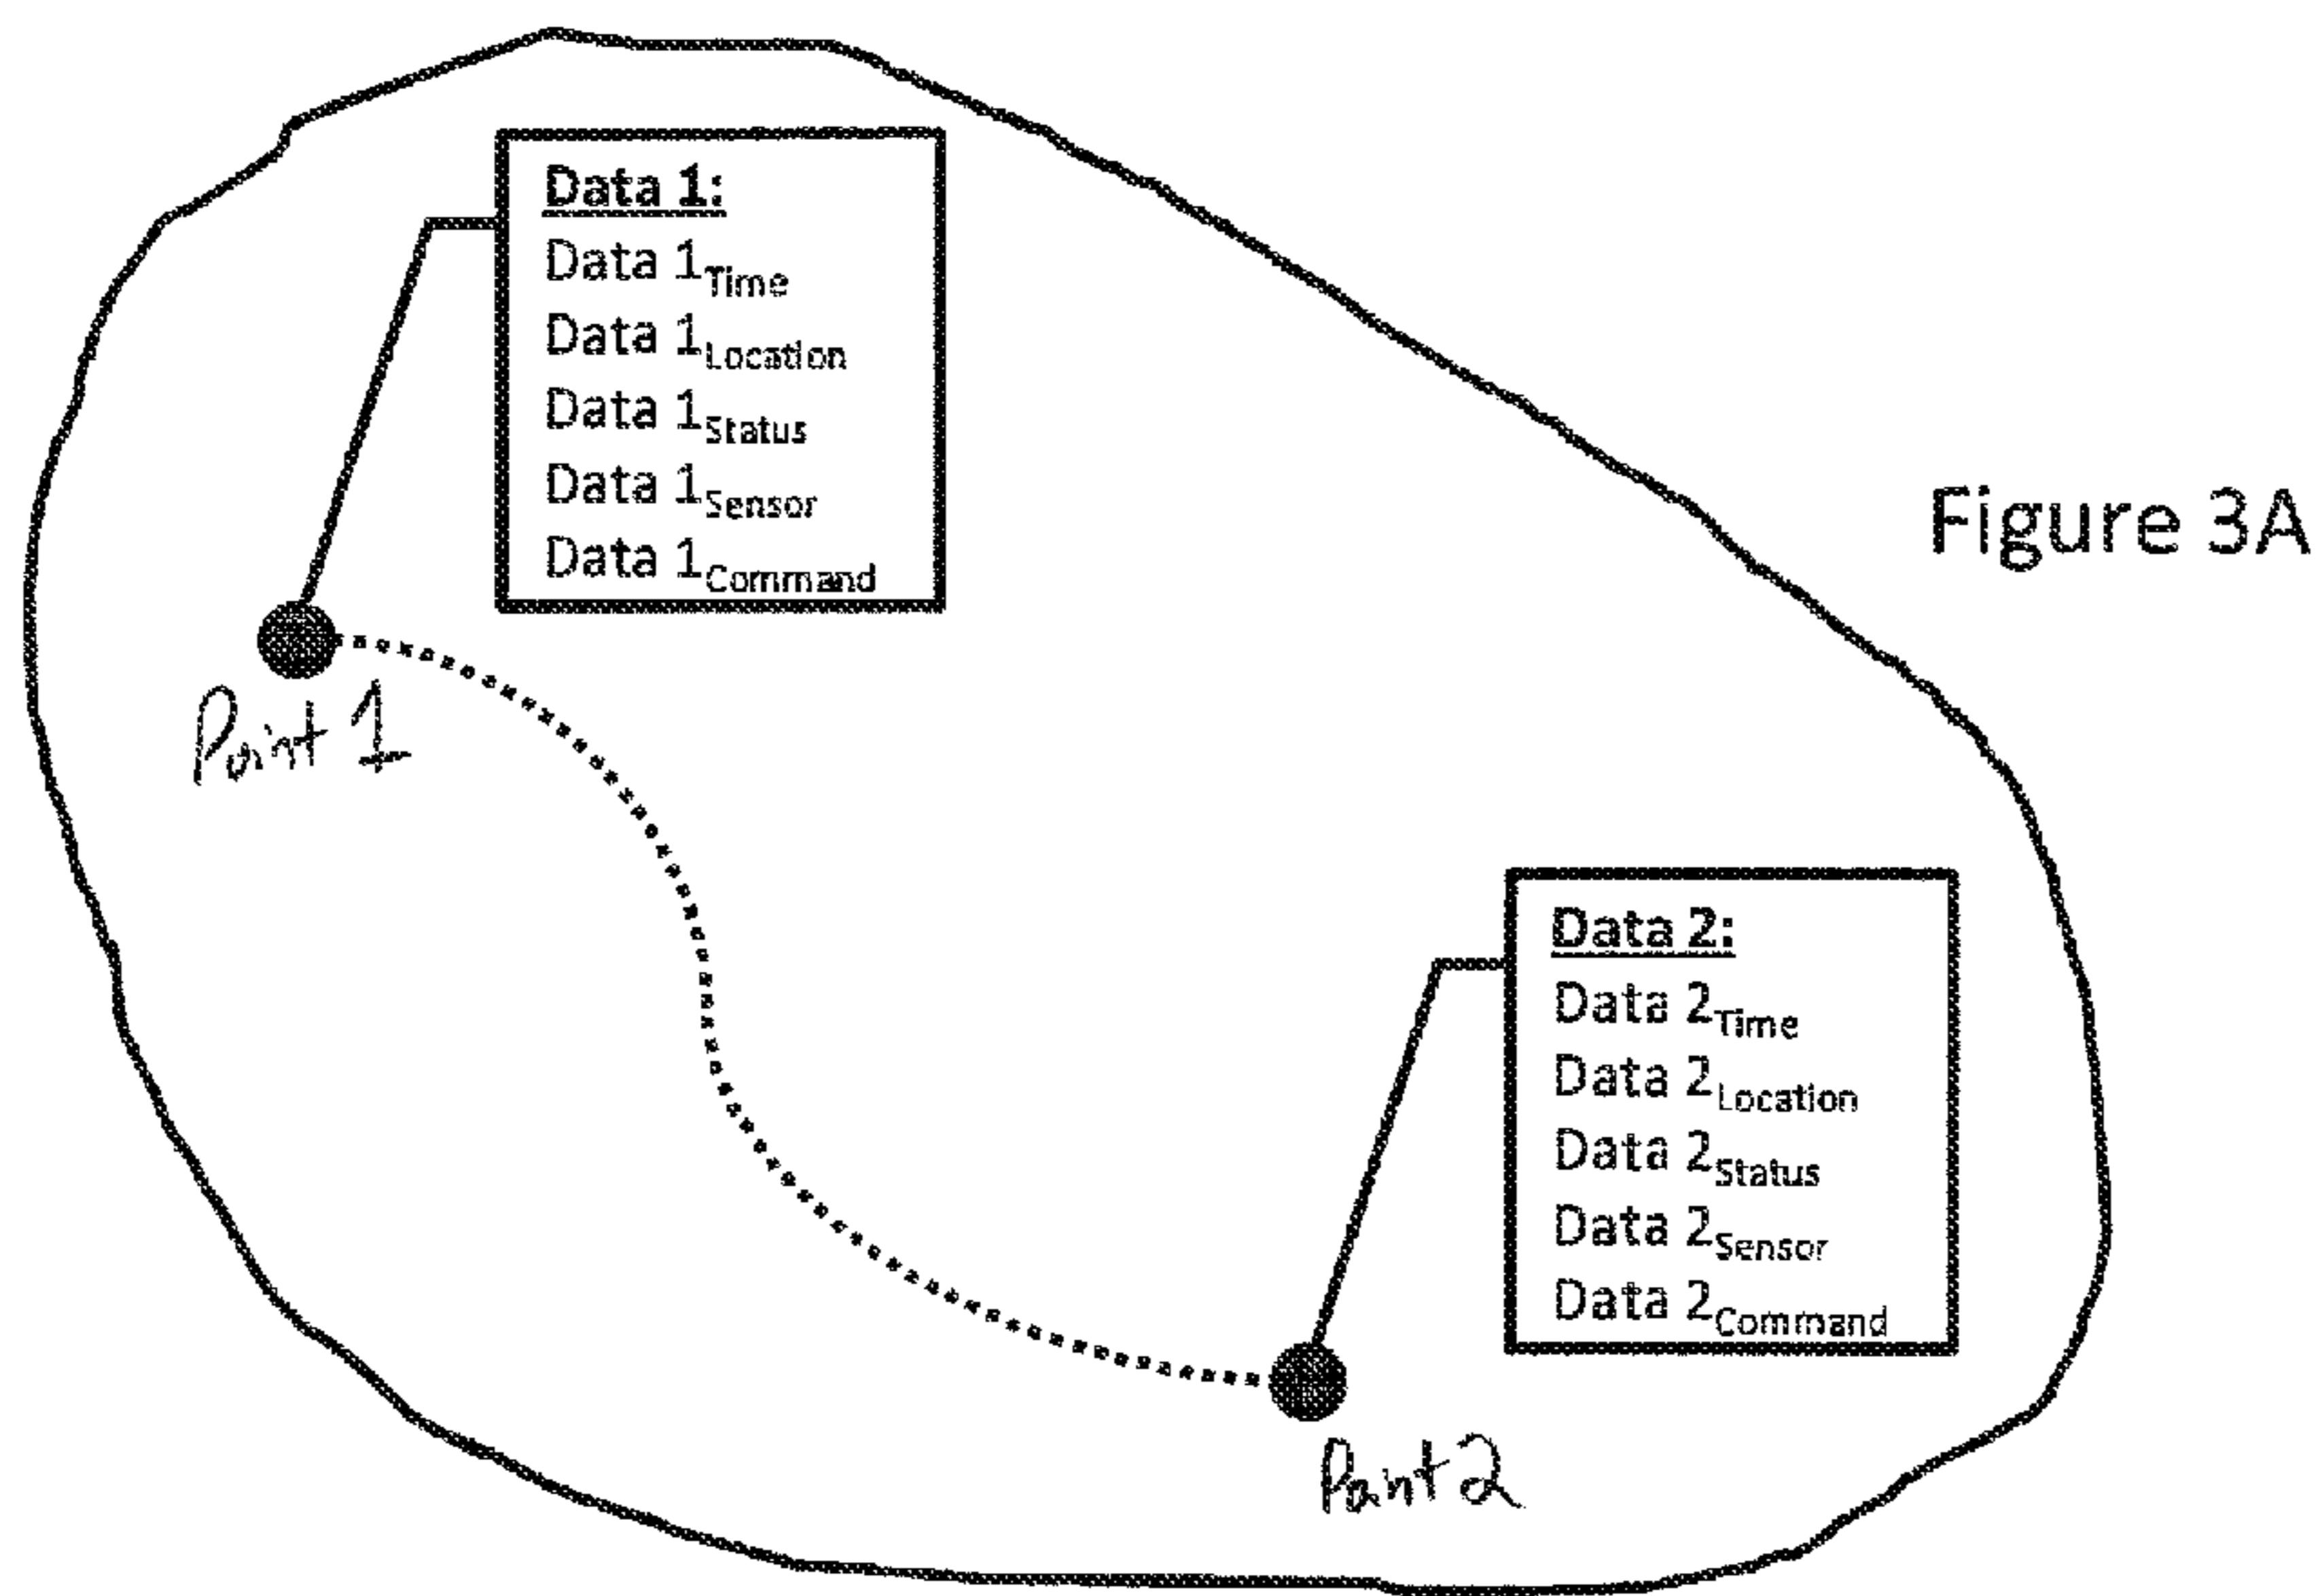 Data 1:
Data 1Time
Data 1Location
Data 1Status
Data 1Sensor
Data 1Command
Figure 3A
Point 1
Data 2:
Data 2Time
Data 2Location
Data 2Status
Data 2Sensor
Data 2Command
Point 2